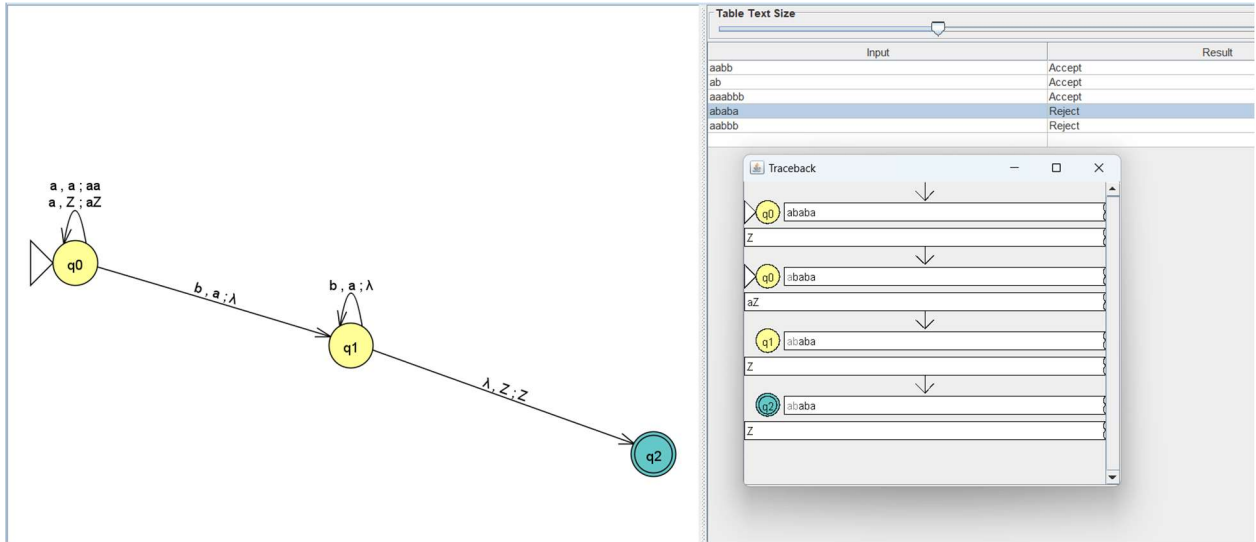 a , a ; aa
a , Z ; aZ
q0
b , a ; λ
b , a ; λ
q1
λ , Z ; Z
q2
Table Text Size
Input Result
aabb Accept
ab Accept
aaabbb Accept
ababa Reject
aabbb Reject
Traceback
q0 ababa
Z
q0 ababa
aZ
q1 ababa
Z
q2 ababa
Z